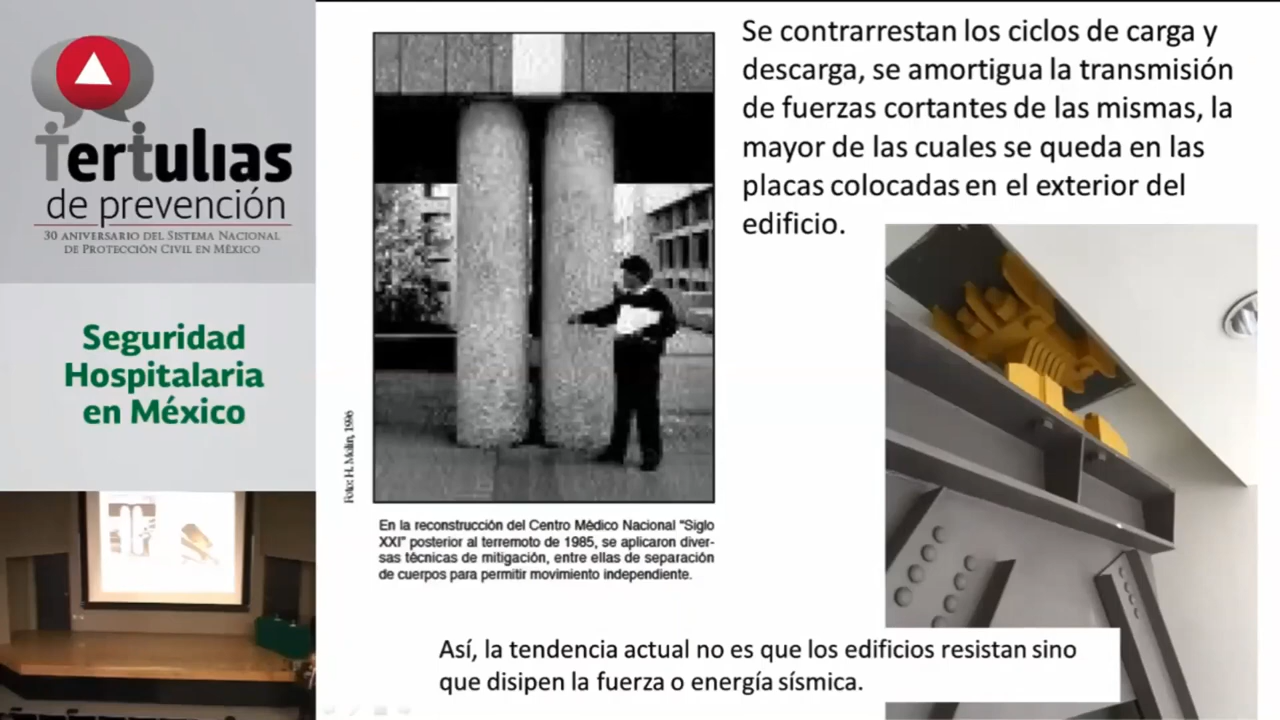 Tertulias
de prevención
30 ANIVERSARIO DEL SISTEMA NACIONAL
DE PROTECCIÓN CIVIL EN MÉXICO
Seguridad
Hospitalaria
en México
Se contrarrestan los ciclos de carga y
descarga, se amortigua la transmisión
de fuerzas cortantes de las mismas, la
mayor de las cuales se queda en las
placas colocadas en el exterior del
edificio.
Foto: H. Molin, 1996
En la reconstrucción del Centro Médico Nacional "Siglo
XXI" posterior al terremoto de 1985, se aplicaron diver-
sas técnicas de mitigación, entre ellas de separación
de cuerpos para permitir movimiento independiente.
Así, la tendencia actual no es que los edificios resistan sino
que disipen la fuerza o energía sísmica.